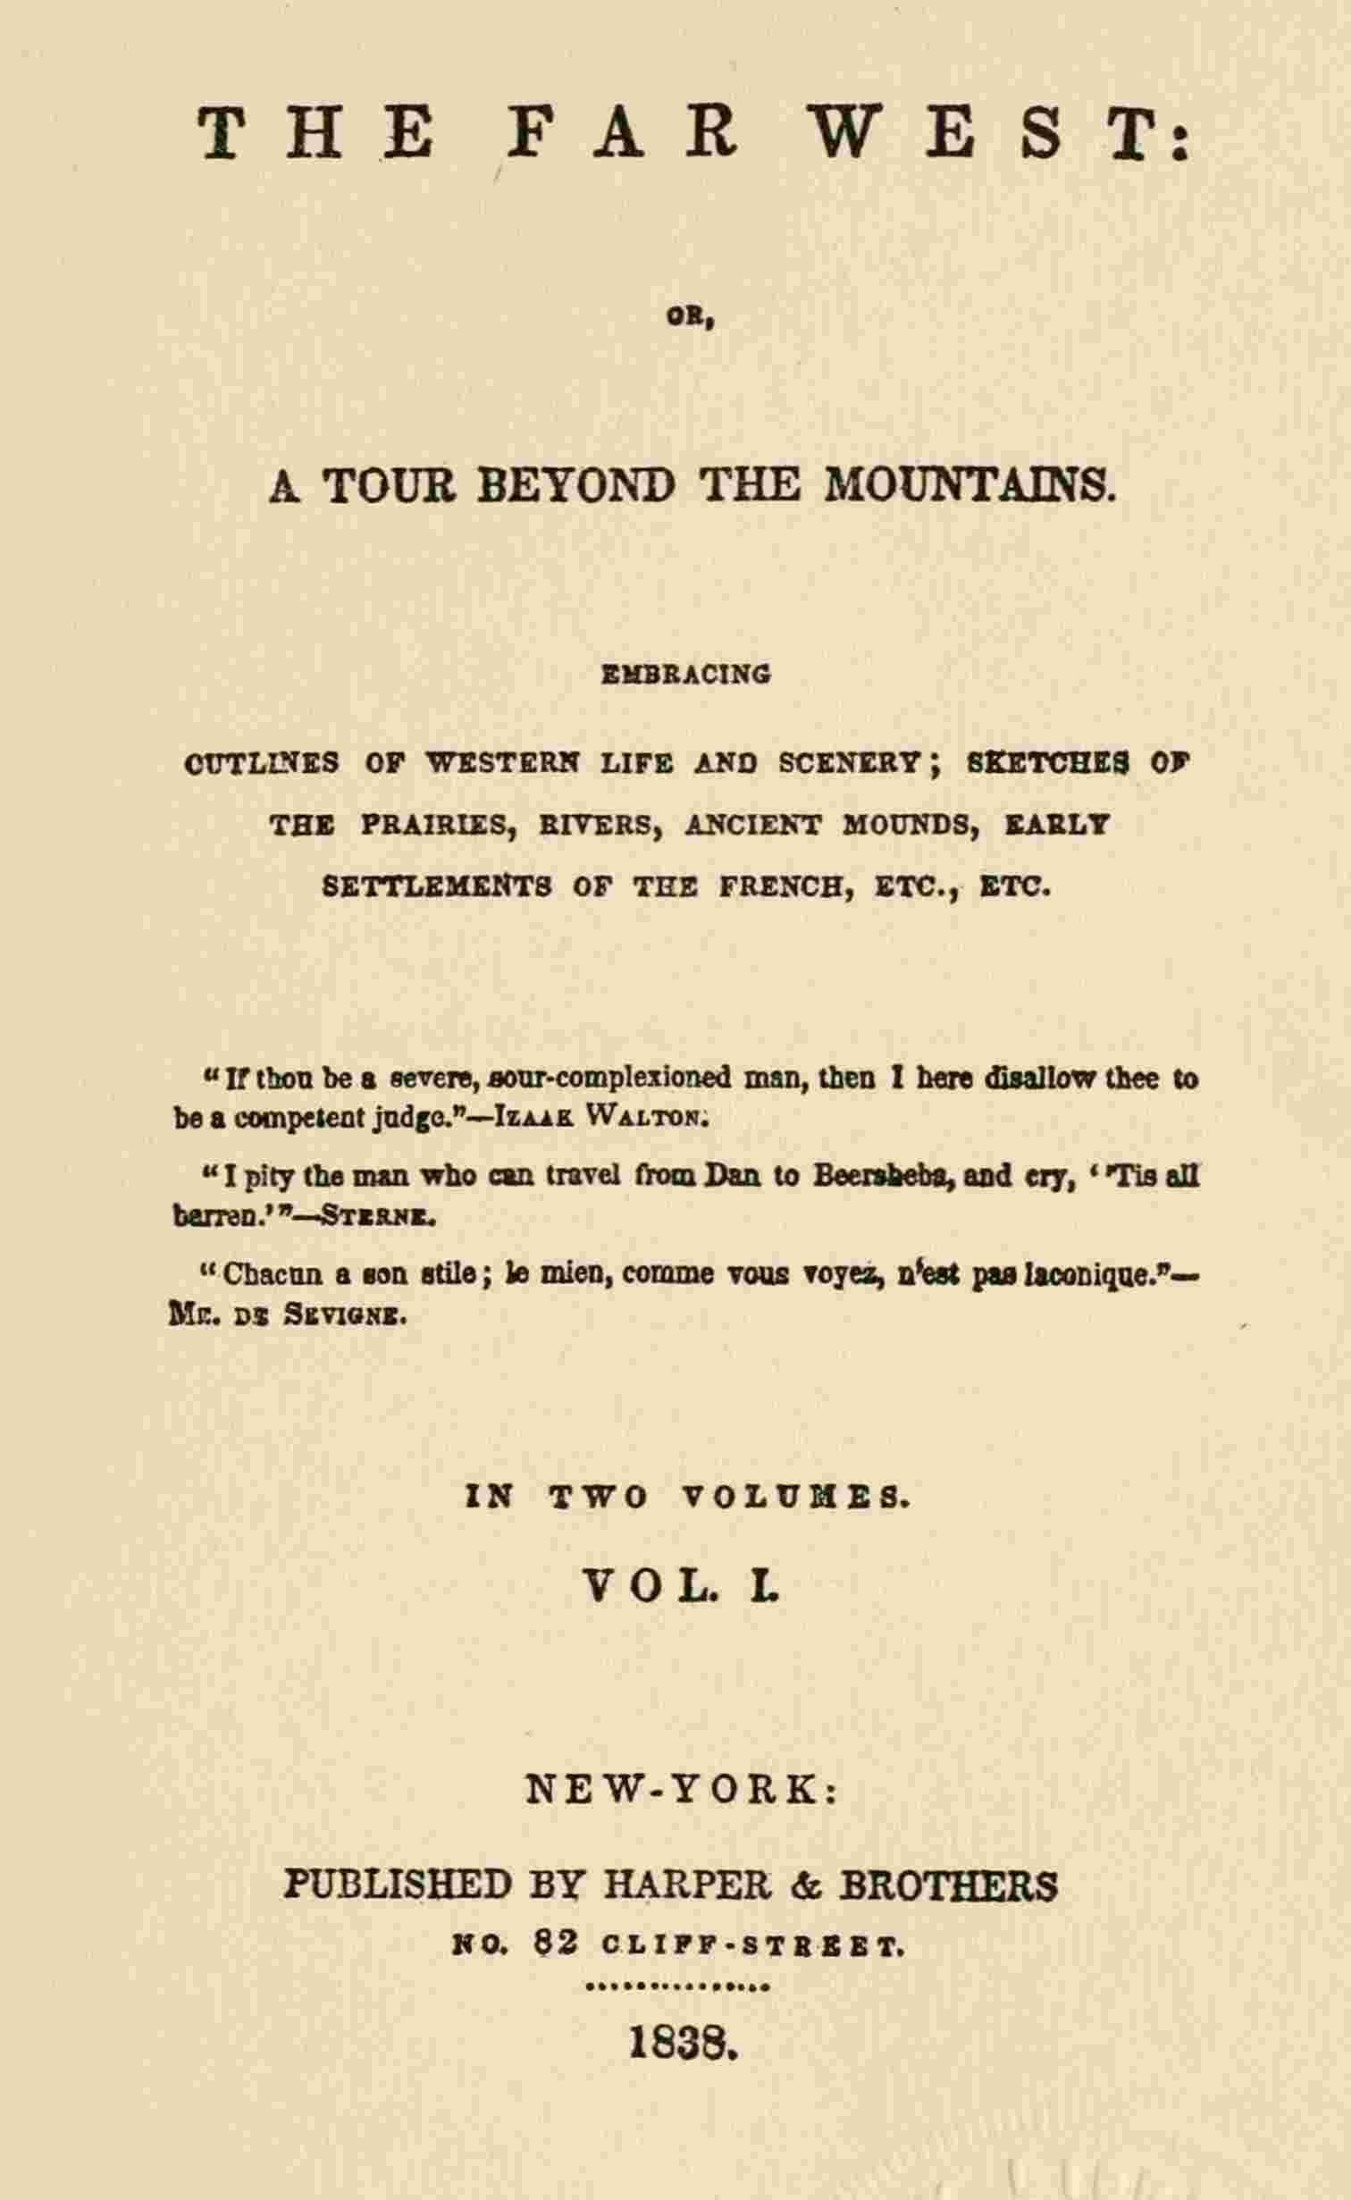 THE FAR WEST:
OR,
A TOUR BEYOND THE MOUNTAINS.
EMBRACING
OUTLINES OF WESTERN LIFE AND SCENERY; SKETCHES OF
THE PRAIRIES, RIVERS, ANCIENT MOUNDS, EARLY
SETTLEMENTS OF THE FRENCH, ETC., ETC.
“If thou be a severe, sour-complexioned man, then I here disallow thee to
be a competent judge.”—IZAAK WALTON.
“I pity the man who can travel from Dan to Beersheba, and cry, ‘'Tis all
barren.’”—STERNE.
“Chacun a son stile; le mien, comme vous voyez, n'est pas laconique.”—
ME. DE SEVIGNE.
IN TWO VOLUMES.
VOL. I.
NEW-YORK:
PUBLISHED BY HARPER & BROTHERS
NO. 82 CLIFF-STREET.
1838.